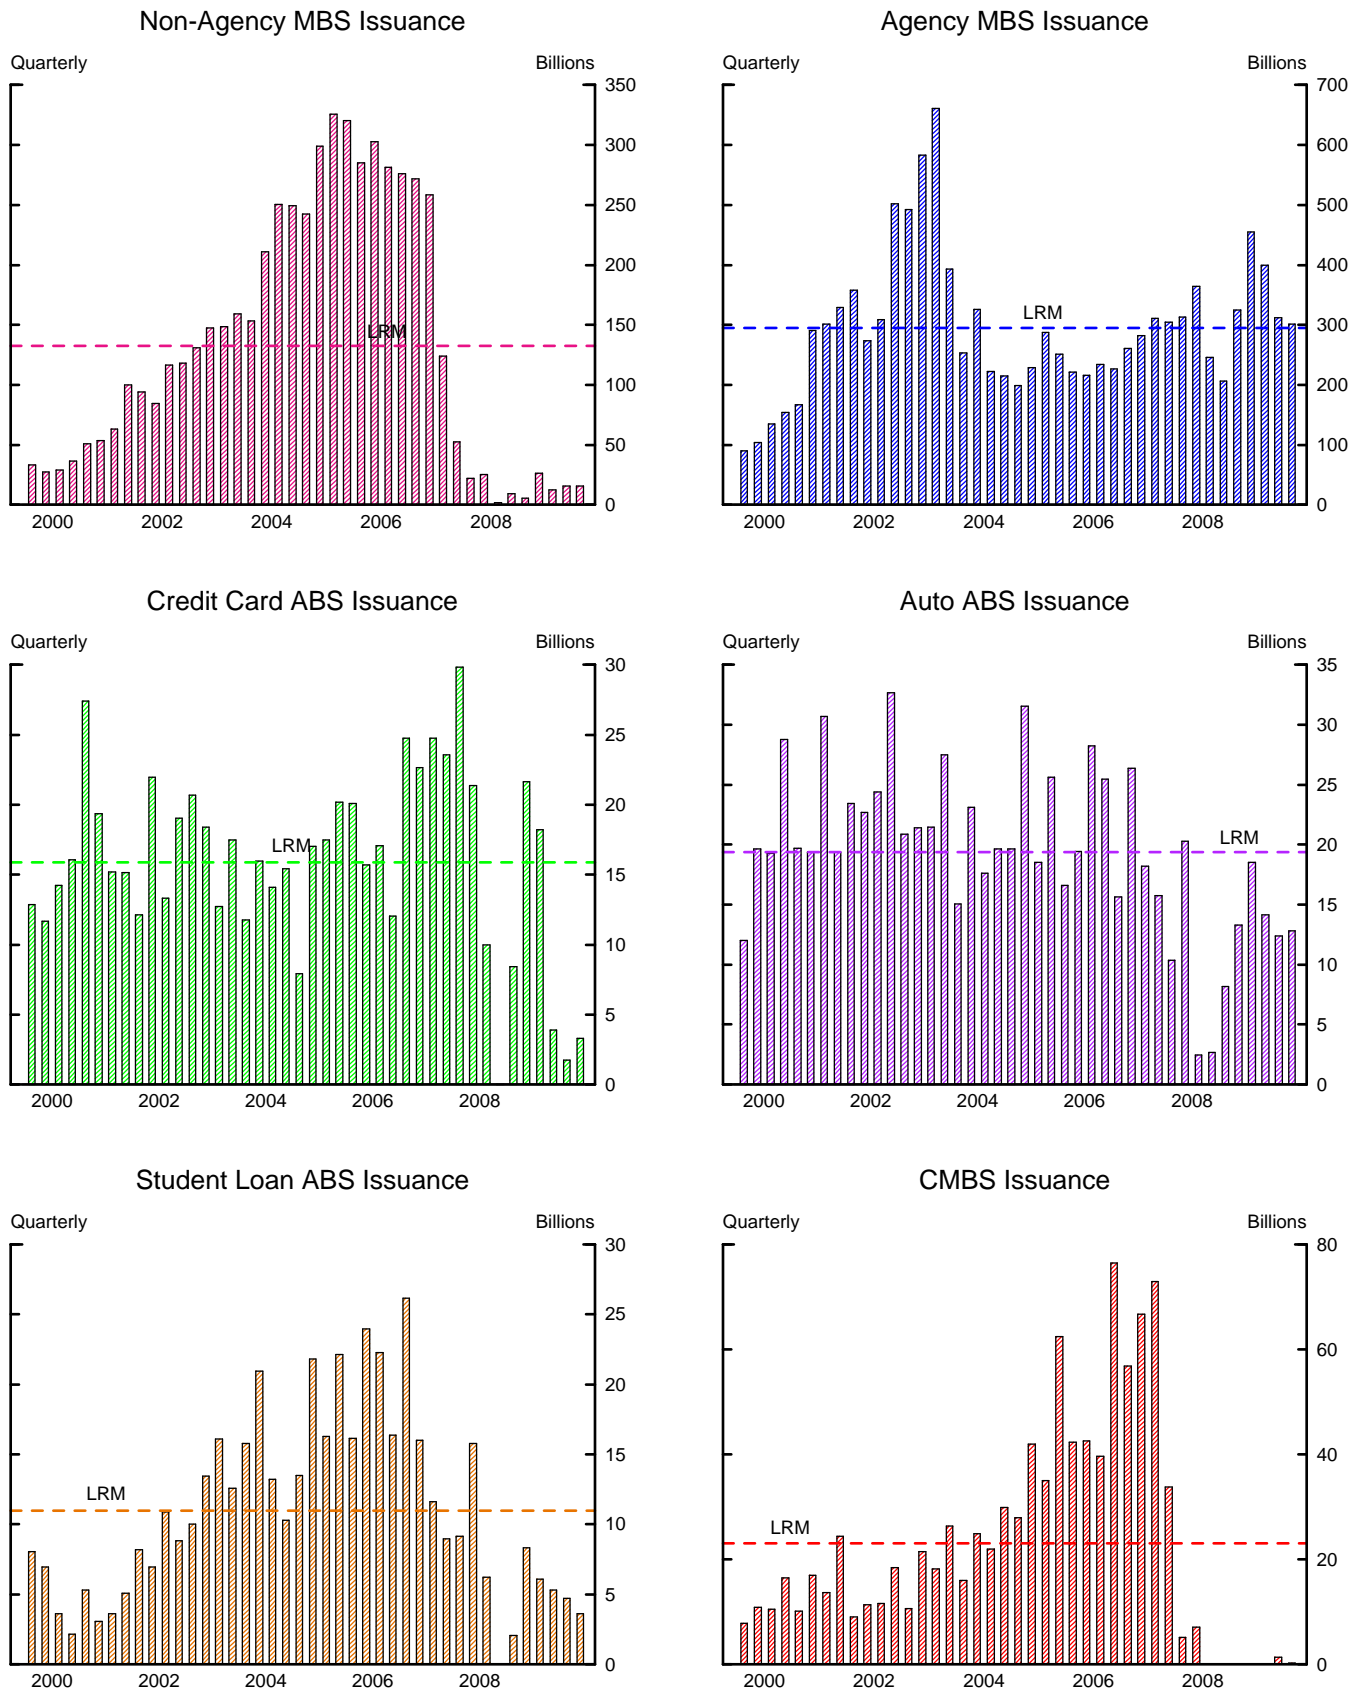 Non-Agency MBS Issuance
Quarterly Billions
350
300
250
200
150
100
50
0
LRM
2000 2002 2004 2006 2008
Agency MBS Issuance
Quarterly Billions
700
600
500
400
300
200
100
0
LRM
2000 2002 2004 2006 2008
Credit Card ABS Issuance
Quarterly Billions
30
25
20
15
10
5
0
LRM
2000 2002 2004 2006 2008
Auto ABS Issuance
Quarterly Billions
35
30
25
20
15
10
5
0
LRM
2000 2002 2004 2006 2008
Student Loan ABS Issuance
Quarterly Billions
30
25
20
15
10
5
0
LRM
2000 2002 2004 2006 2008
CMBS Issuance
Quarterly Billions
80
60
40
20
0
LRM
2000 2002 2004 2006 2008